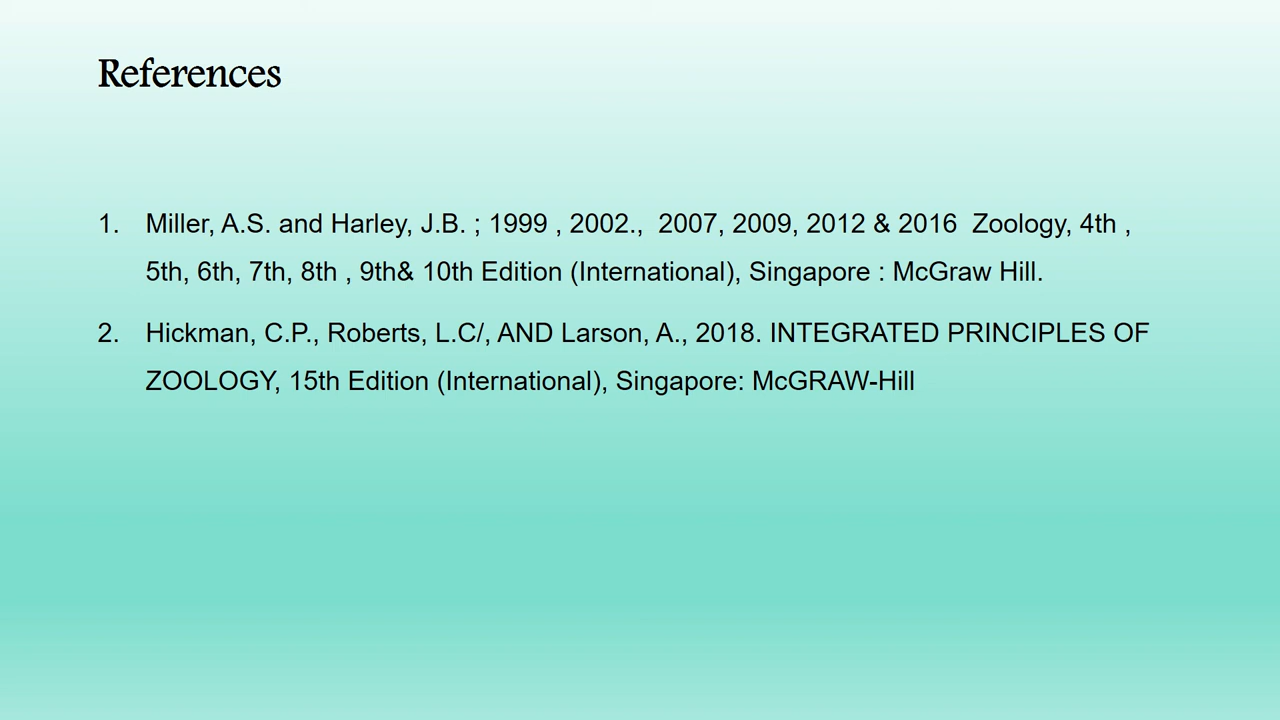 References
1. Miller, A.S. and Harley, J.B. ; 1999 , 2002., 2007, 2009, 2012 & 2016 Zoology, 4th ,
5th, 6th, 7th, 8th , 9th& 10th Edition (International), Singapore : McGraw Hill.
2. Hickman, C.P., Roberts, L.C/, AND Larson, A., 2018. INTEGRATED PRINCIPLES OF
ZOOLOGY, 15th Edition (International), Singapore: McGRAW-Hill